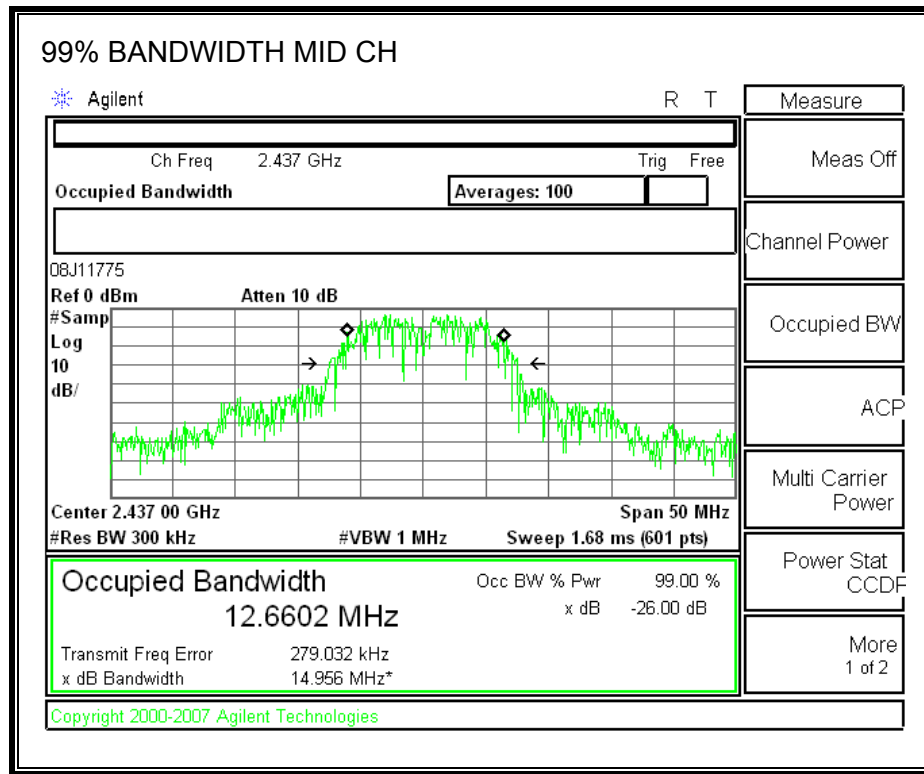 99% BANDWIDTH MID CH
Agilent R T
Measure
Ch Freq 2.437 GHz Trig Free
Occupied Bandwidth Averages: 100
08J11775
Ref 0 dBm Atten 10 dB
#Samp
Log
10
dB/
Center 2.437 00 GHz Span 50 MHz
#Res BW 300 kHz #VBW 1 MHz Sweep 1.68 ms (601 pts)
Occupied Bandwidth Occ BW % Pwr 99.00 %
12.6602 MHz x dB -26.00 dB
Transmit Freq Error 279.032 kHz
x dB Bandwidth 14.956 MHz*
Meas Off
Channel Power
Occupied BW
ACP
Multi Carrier
Power
Power Stat
CCDF
More
1 of 2
Copyright 2000-2007 Agilent Technologies